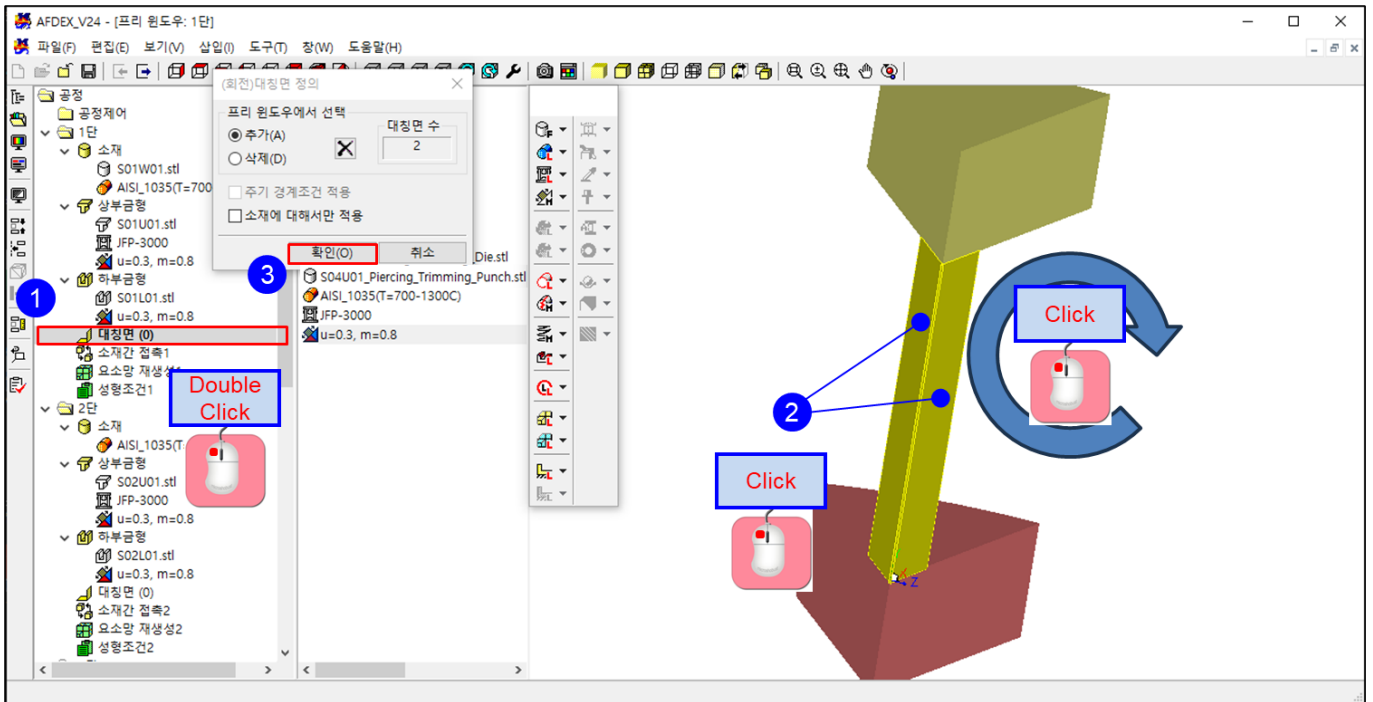 AFDEX_V24 - [프리 윈도우: 1단]
파일(F) 편집(E) 보기(V) 삽입(I) 도구(T) 창(W) 도움말(H)
(회전)대칭면 정의
프리 윈도우에서 선택
추가(A)
삭제(D)
대칭면 수
2
주기 경계조건 적용
소재에 대해서만 적용
확인(O) 취소
3
공정
공정제어
1단
소재
S01W01.stl
AISI_1035(T=700
상부금형
S01U01.stl
JFP-3000
u=0.3, m=0.8
하부금형
1
S01L01.stl
u=0.3, m=0.8
대칭면 (0)
소재간 접촉1
요소망 재생성
성형조건1
Double
Click
2단
소재
AISI_1035(T
상부금형
S02U01.stl
JFP-3000
u=0.3, m=0.8
하부금형
S02L01.stl
u=0.3, m=0.8
대칭면 (0)
소재간 접촉2
요소망 재생성2
성형조건2
_Die.stl
S04U01_Piercing_Trimming_Punch.stl
AISI_1035(T=700-1300C)
JFP-3000
u=0.3, m=0.8
Click
2
Click
Z